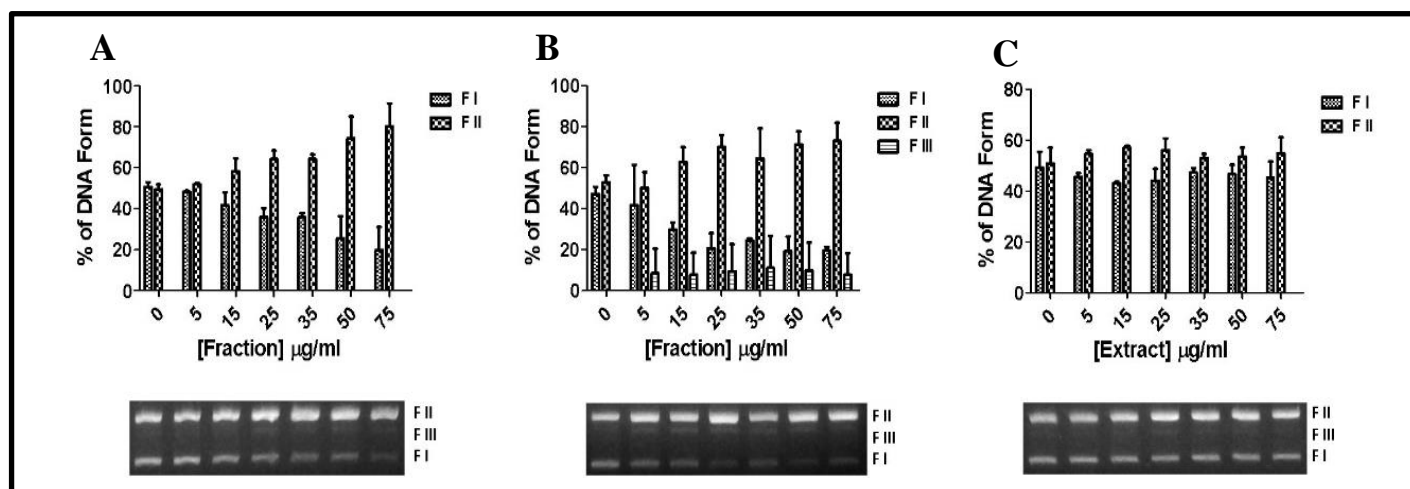 A
100
80
60
40
20
0
% of DNA Form
0 5 15 25 35 50 75
[Fraction] µg/ml
F I
F II
F II
F III
F I
B
100
80
60
40
20
0
% of DNA Form
0 5 15 25 35 50 75
[Fraction] µg/ml
F I
F II
F III
F II
F III
F I
C
80
60
40
20
0
% of DNA Form
0 5 15 25 35 50 75
[Extract] µg/ml
F I
F II
F II
F III
F I